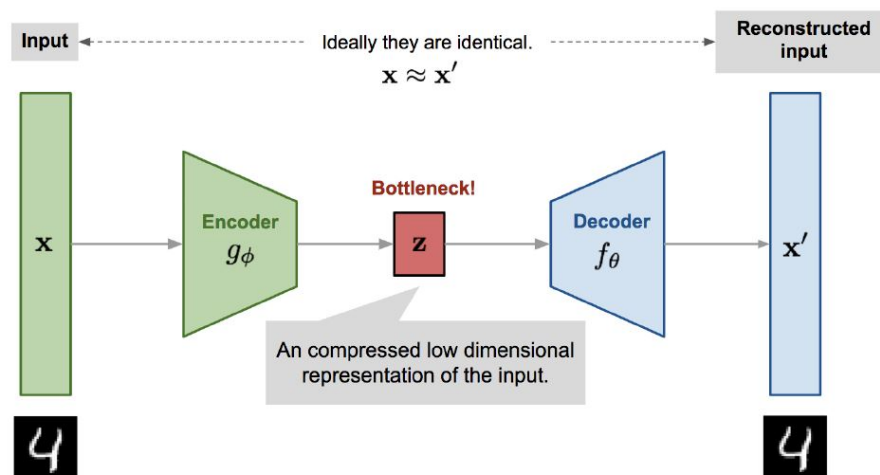 Input
Ideally they are identical.
x ≈ x′
Reconstructed
input
Bottleneck!
x
Encoder
gϕ
z
Decoder
fθ
x′
An compressed low dimensional
representation of the input.
4
4